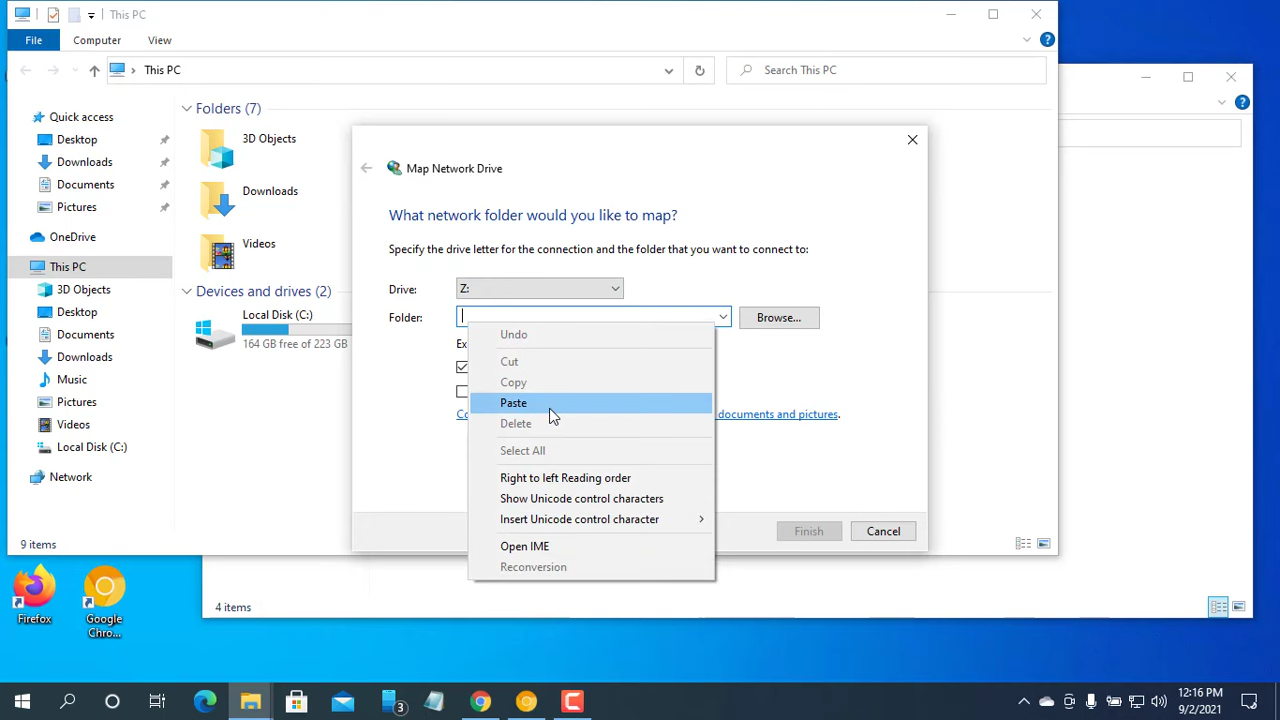 This PC
File
Computer
View
This PC
Search This PC
Quick access
Desktop
Downloads
Documents
Pictures
OneDrive
This PC
3D Objects
Desktop
Documents
Downloads
Music
Pictures
Videos
Local Disk (C:)
Network
9 items
Folders (7)
3D Objects
Downloads
Videos
Devices and drives (2)
Local Disk (C:)
164 GB free of 223 GB
Map Network Drive
What network folder would you like to map?
Specify the drive letter for the connection and the folder that you want to connect to:
Drive:
Z:
Folder:
Browse...
documents and pictures.
Finish
Cancel
Undo
Cut
Copy
Paste
Delete
Select All
Right to left Reading order
Show Unicode control characters
Insert Unicode control character
Open IME
Reconversion
4 items
Firefox
Google
Chro...
3
12:16 PM
9/2/2021